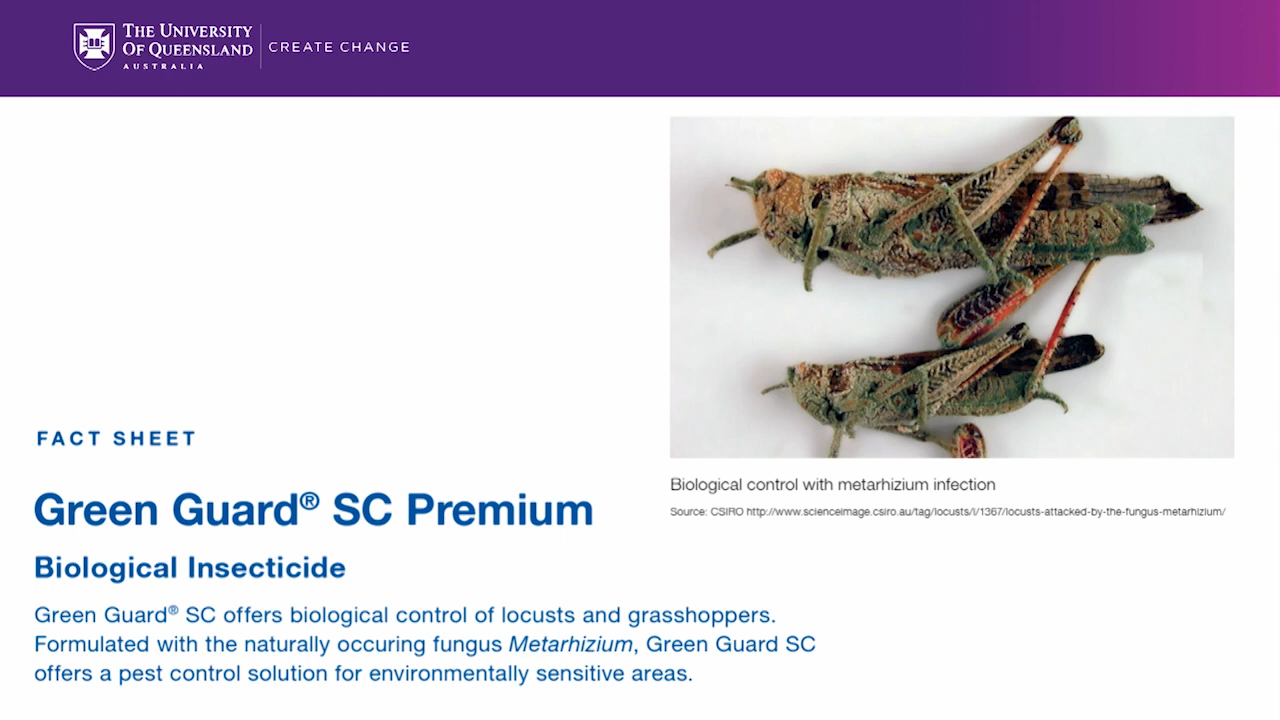 THE UNIVERSITY
OF QUEENSLAND
AUSTRALIA
CREATE CHANGE
Biological control with metarhizium infection
Source: CSIRO http://www.scienceimage.csiro.au/tag/locusts/i/1367/locusts-attacked-by-the-fungus-metarhizium/
FACT SHEET
Green Guard® SC Premium
Biological Insecticide
Green Guard® SC offers biological control of locusts and grasshoppers.
Formulated with the naturally occuring fungus Metarhizium, Green Guard SC
offers a pest control solution for environmentally sensitive areas.